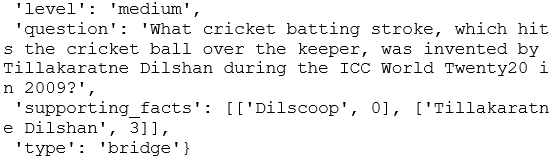 'level': 'medium',
'question': 'What cricket batting stroke, which hit
s the cricket ball over the keeper, was invented by
Tillakaratne Dilshan during the ICC World Twenty20 i
n 2009?',
'supporting_facts': [['Dilscoop', 0], ['Tillakaratn
e Dilshan', 3]],
'type': 'bridge'}